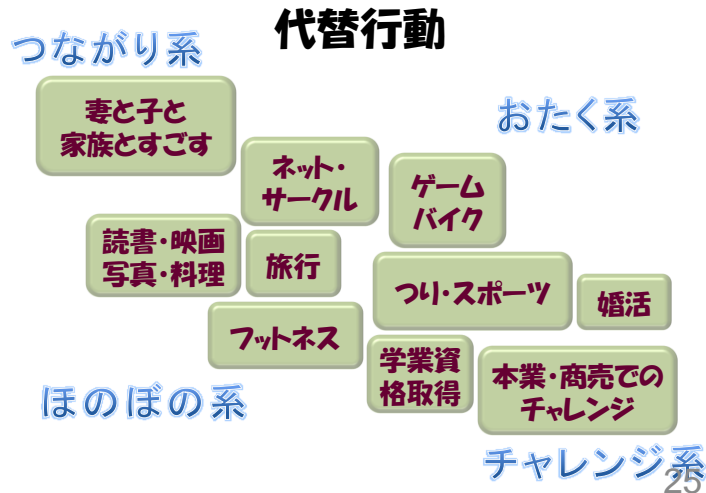 代替行動
つながり系
妻と子と
家族とすごす
おたく系
ネット・
サークル
ゲーム
バイク
読書・映画
写真・料理
旅行
つり・スポーツ
婚活
フットネス
学業資
格取得
本業・商売での
チャレンジ
ほのぼの系
チャレンジ系
25